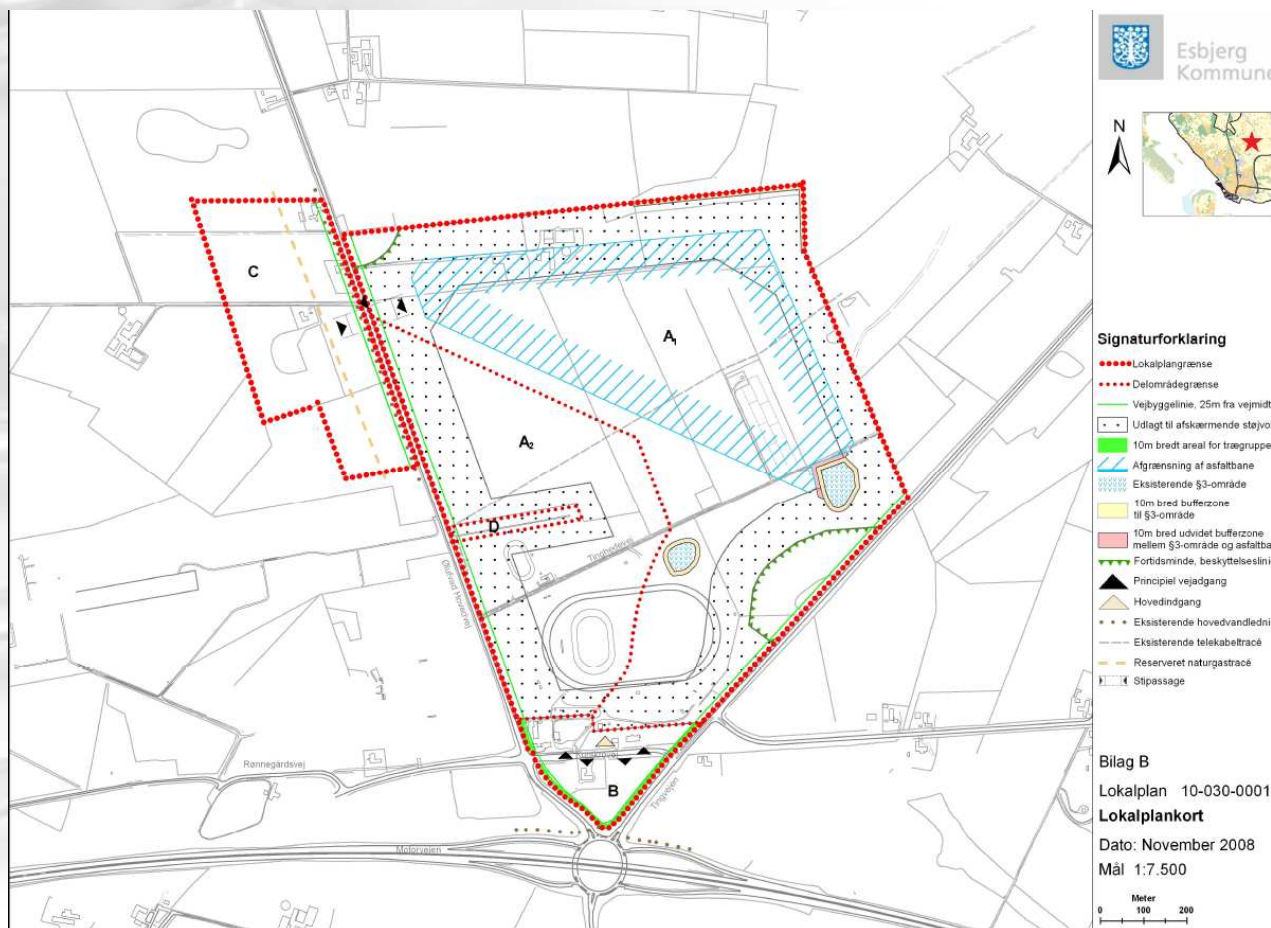 Esbjerg
Kommune
N
Signaturforklaring
Lokalplangrænse
Delområdegrænse
Vejbyggelinie, 25m fra vejmidt
Udlagt til afskærmende støjvo
10m bredt areal for trægruppe
Afgrænsning af asfaltbane
Eksisterende §3-område
10m bred bufferzone
til §3-område
10m bred udvidet bufferzone
mellem §3-område og asfaltba
Fortidsminde, beskyttelseslini
Principiel vejadgang
Hovedindgang
Eksisterende hovedvandledni
Eksisterende telekabeltracé
Reserveret naturgastracé
Stipassage
Bilag B
Lokalplan 10-030-0001
Lokalplankort
Dato: November 2008
Mål 1:7.500
Meter
0 100 200
C
A1
A2
D
Tinghedevej
Ølufvad Hovedvej
Rønnegårdsvej
B
Tingvejen
Motorvejen